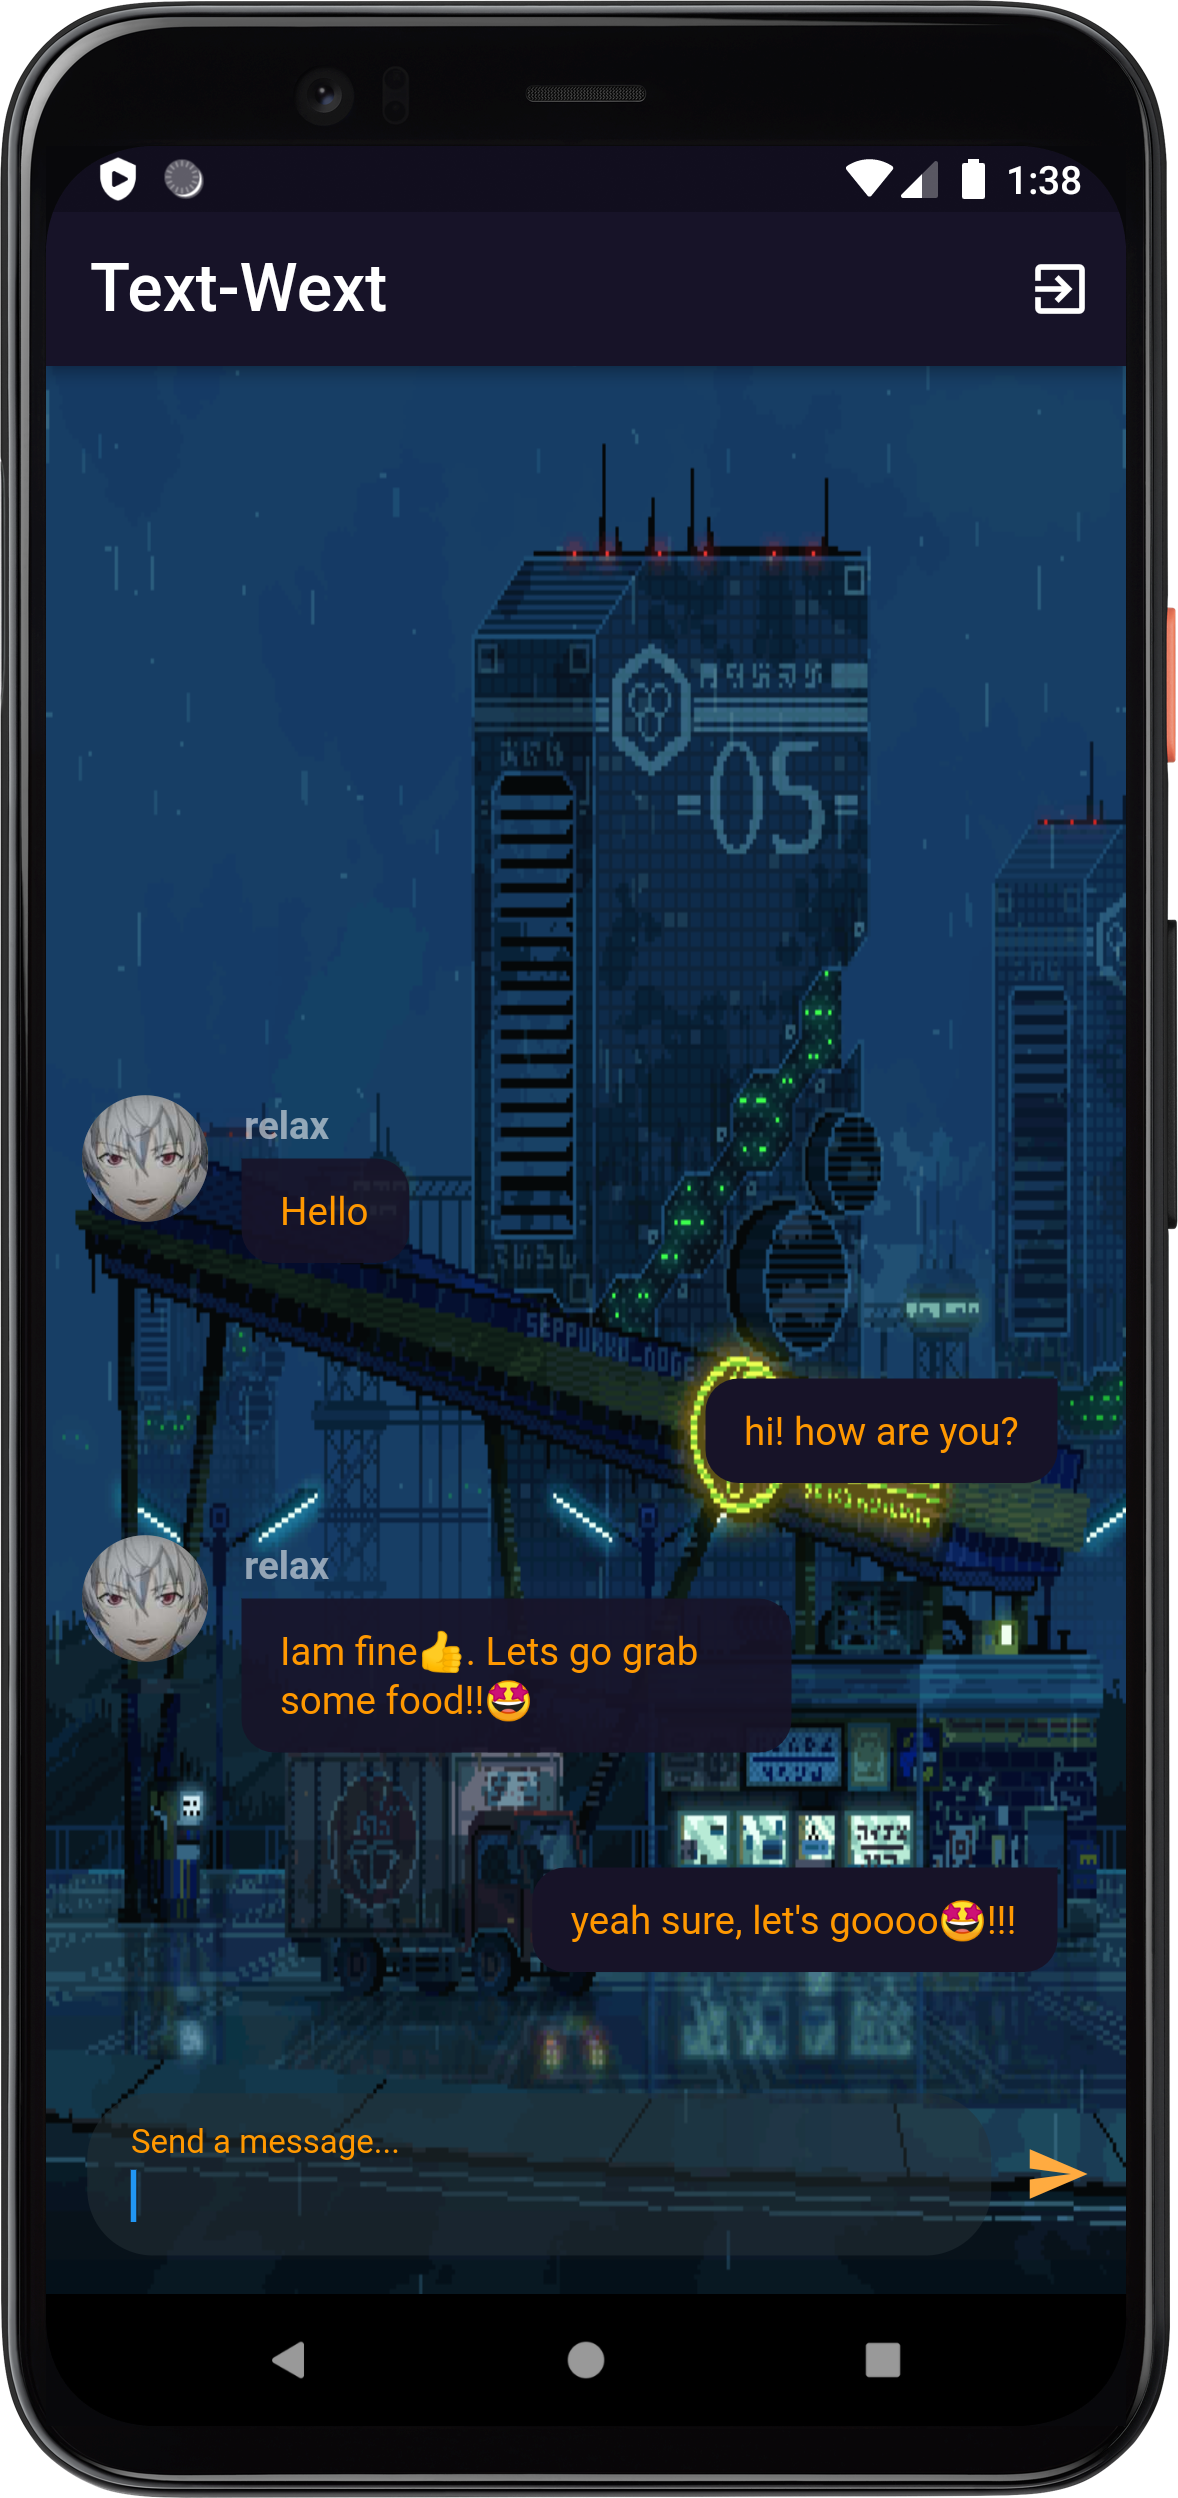 1:38
Text-Wext
05
relax
Hello
hi! how are you?
relax
Iam fine👍. Lets go grab
some food!!🤩
yeah sure, let's goooo🤩!!!
Send a message...